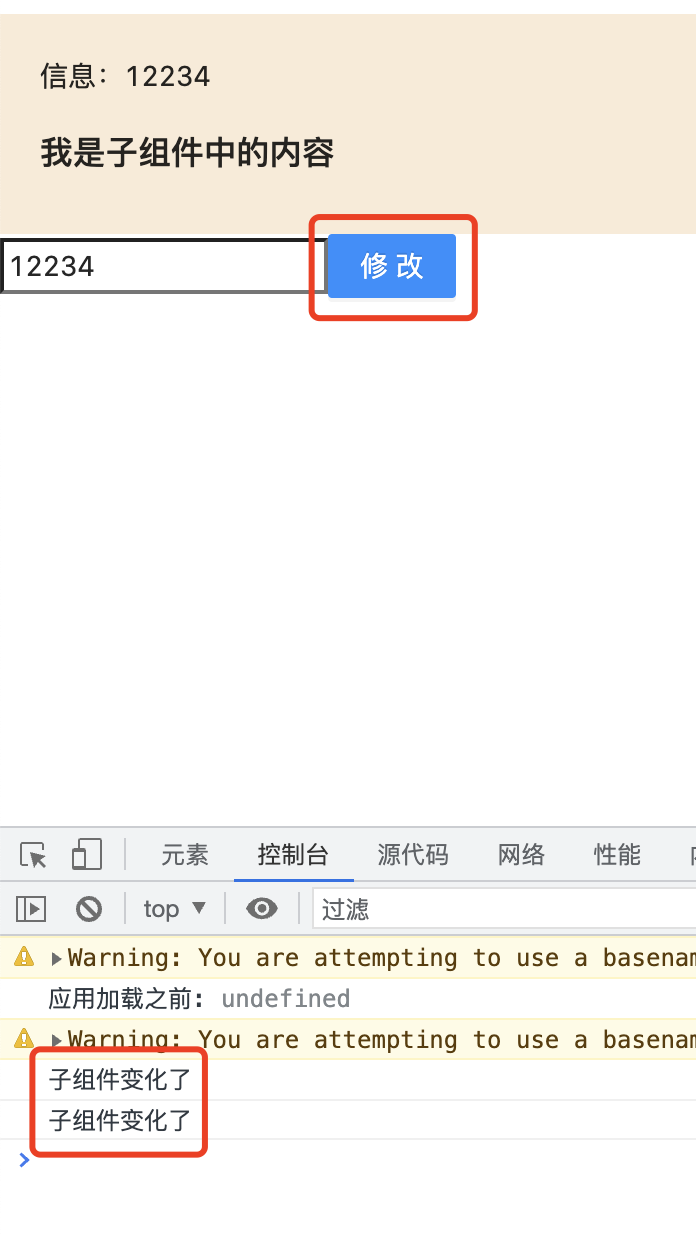 信息：12234
我是子组件中的内容
12234 修 改
元素 控制台 源代码 网络 性能
top ▼ 过滤
Warning: You are attempting to use a basenam
应用加载之前: undefined
Warning: You are attempting to use a basenam
子组件变化了
子组件变化了